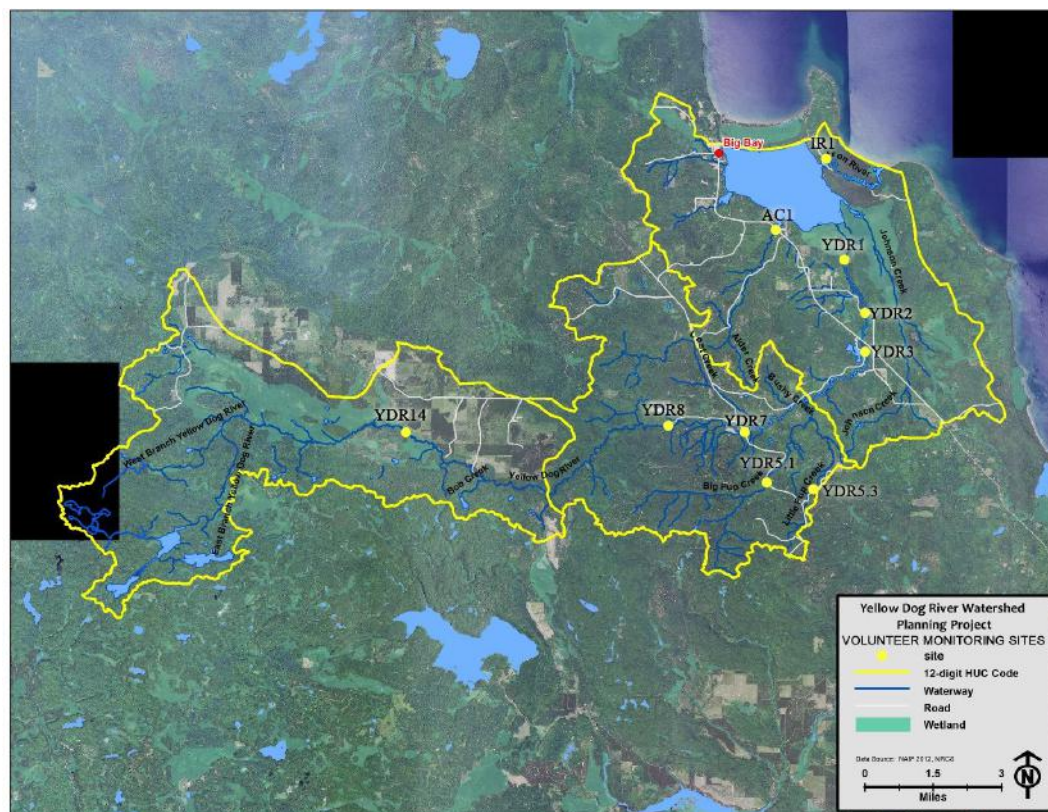 Big Bay
IR1
Iron River
AC1
YDR1
Johnson Creek
YDR2
YDR3
Alder Creek
Bushy Creek
Johnson Creek
YDR14
YDR8
YDR7
West Branch Yellow Dog River
YDR5.1
Bob Creek
Yellow Dog River
Big Pup Creek
Little Pup Creek
YDR5.3
East Branch Yellow Dog River
Yellow Dog River Watershed
Planning Project
VOLUNTEER MONITORING SITES
site
12-digit HUC Code
Waterway
Road
Wetland
Data Source: NAIP 2012, NRCS
0 1.5 3
Miles
N